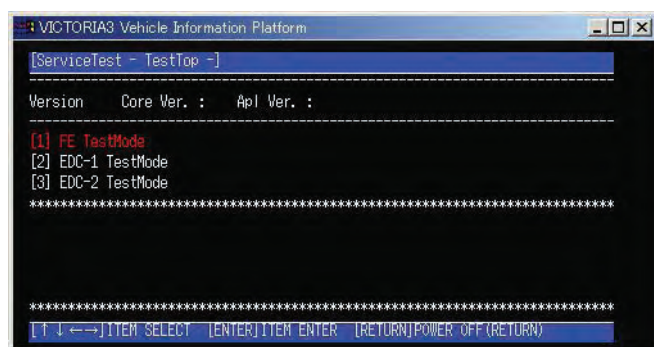 VICTORIA3 Vehicle Information Platform
[ServiceTest - TestTop -]
--------------------------------------------------------------------------
Version Core Ver. : Apl Ver. :
--------------------------------------------------------------------------
[1] FE TestMode
[2] EDC-1 TestMode
[3] EDC-2 TestMode
**************************************************************************
**************************************************************************
[↑↓←→]ITEM SELECT [ENTER]ITEM ENTER [RETURN]POWER OFF(RETURN)